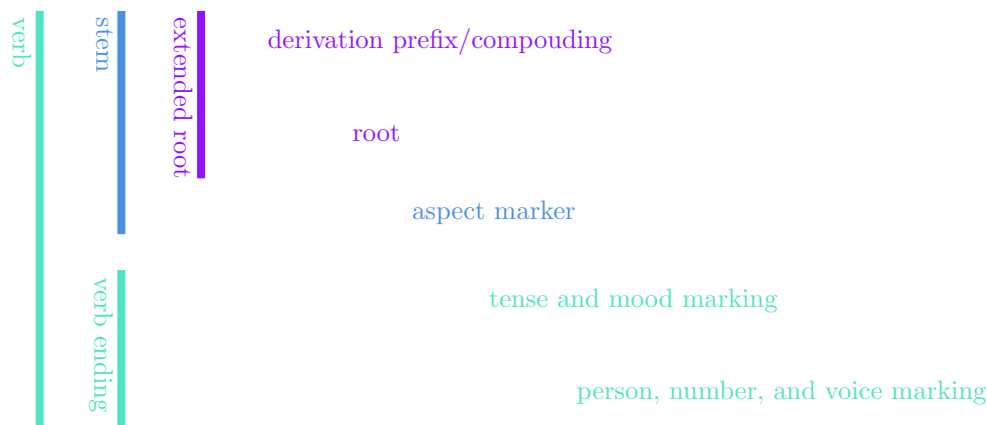 verb
stem
extended root
derivation prefix/compouding
root
aspect marker
verb ending
tense and mood marking
person, number, and voice marking